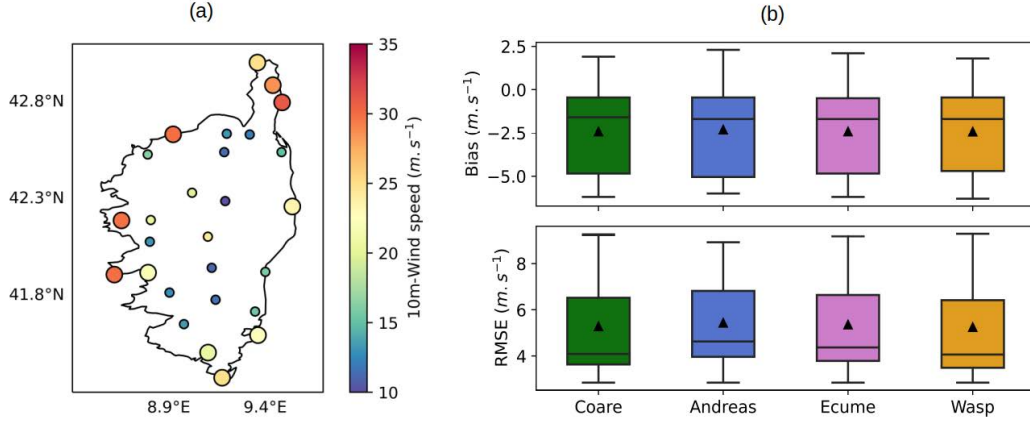 (a)
42.8°N
42.3°N
41.8°N
8.9°E 9.4°E
35
30
25
20
15
10
10m-Wind speed (m.s⁻¹)
(b)
2.5
0.0
−2.5
−5.0
Bias (m.s⁻¹)
8
6
4
RMSE (m.s⁻¹)
Coare Andreas Ecume Wasp